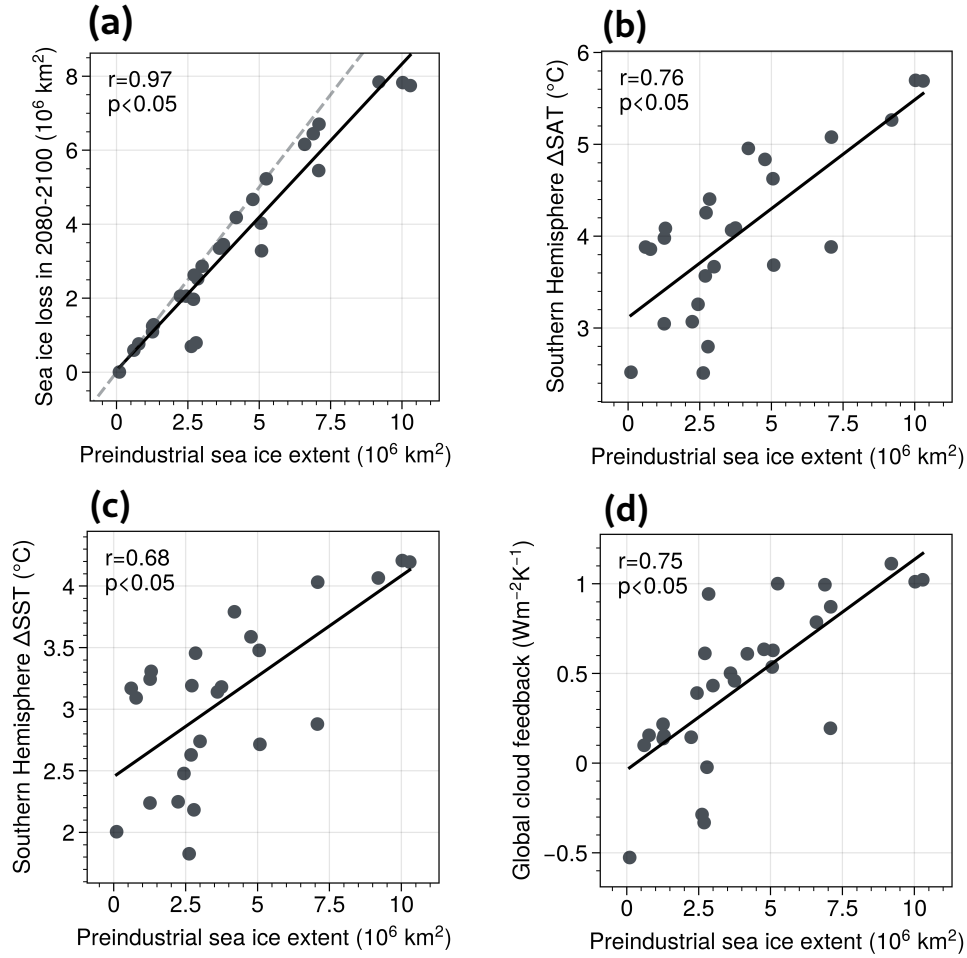 (a)
r=0.97
p<0.05
Sea ice loss in 2080-2100 (10⁶ km²)
8
6
4
2
0
0 2.5 5 7.5 10
Preindustrial sea ice extent (10⁶ km²)
(b)
r=0.76
p<0.05
Southern Hemisphere ΔSAT (°C)
6
5
4
3
0 2.5 5 7.5 10
Preindustrial sea ice extent (10⁶ km²)
(c)
r=0.68
p<0.05
Southern Hemisphere ΔSST (°C)
4
3.5
3
2.5
2
0 2.5 5 7.5 10
Preindustrial sea ice extent (10⁶ km²)
(d)
r=0.75
p<0.05
Global cloud feedback (Wm⁻²K⁻¹)
1
0.5
0
−0.5
0 2.5 5 7.5 10
Preindustrial sea ice extent (10⁶ km²)